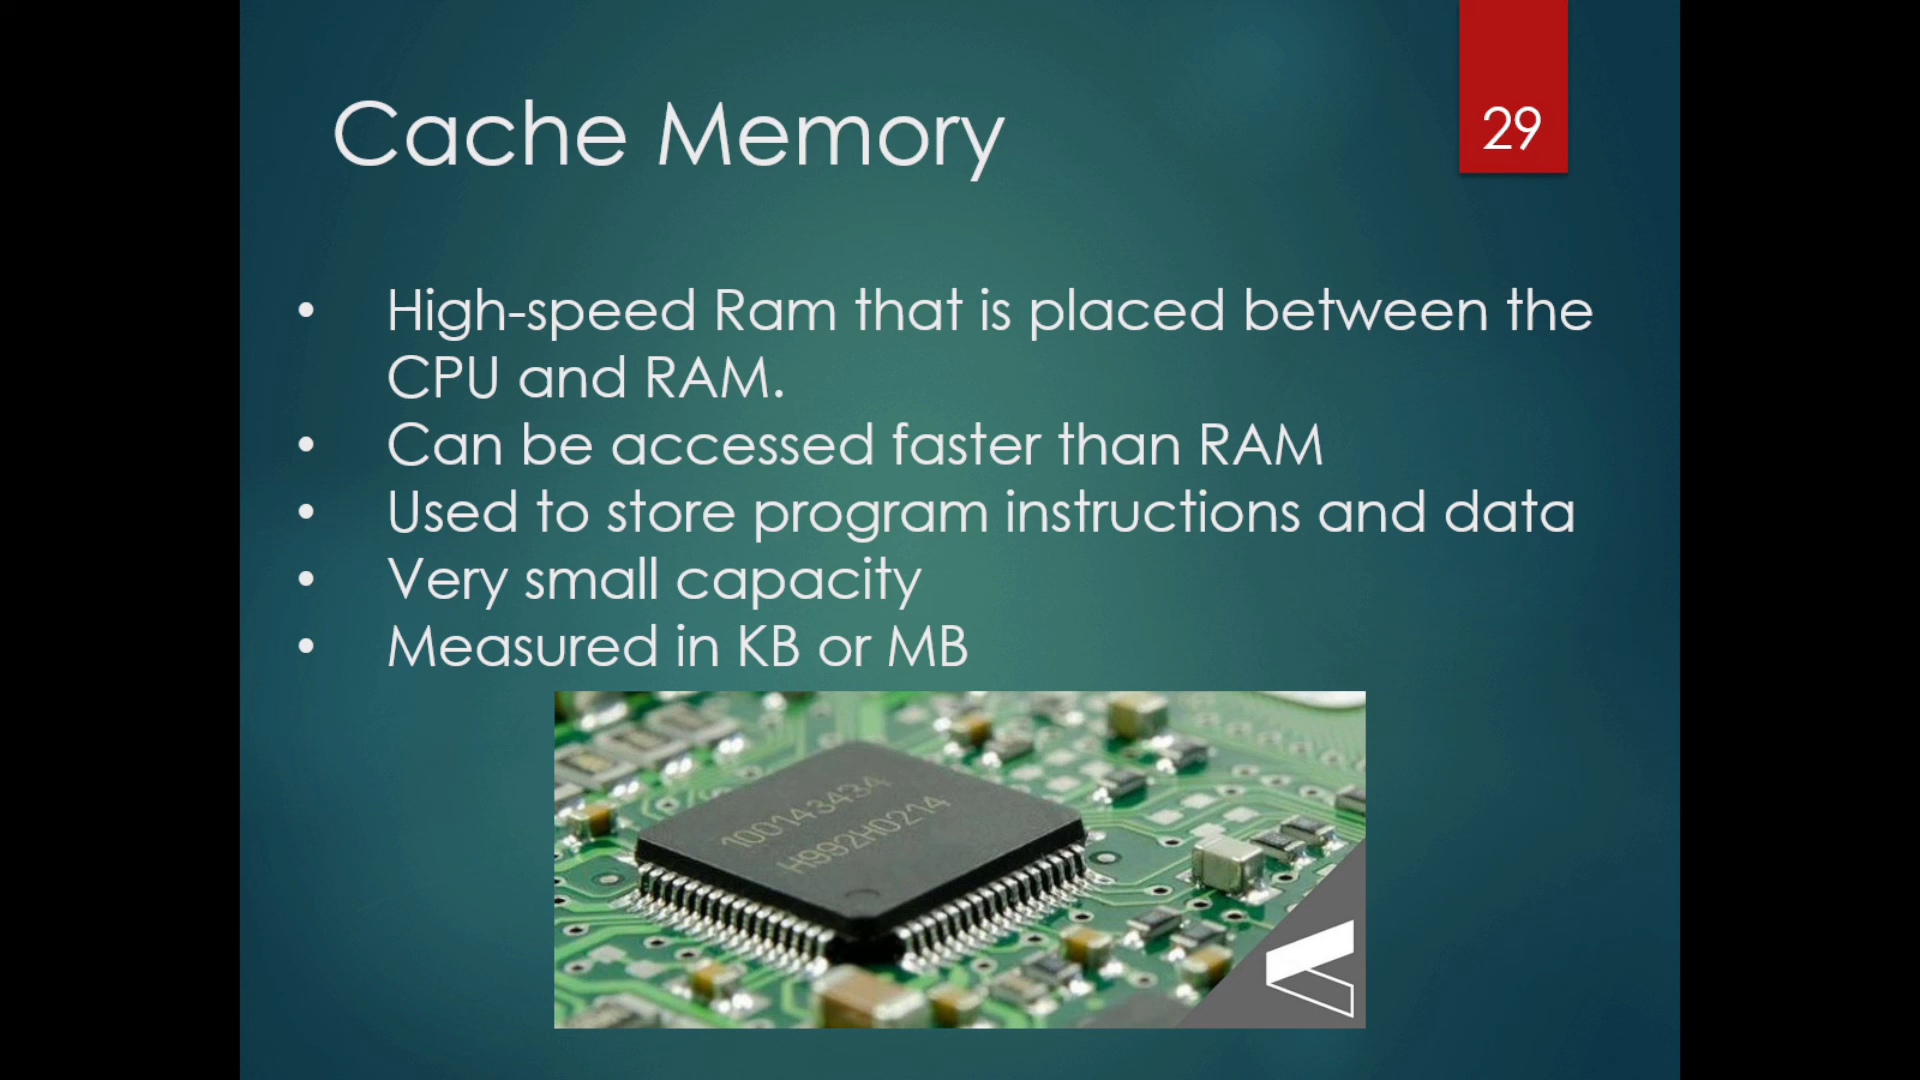 Cache Memory
29
• High-speed Ram that is placed between the
CPU and RAM.
• Can be accessed faster than RAM
• Used to store program instructions and data
• Very small capacity
• Measured in KB or MB
100143434
H992H0214